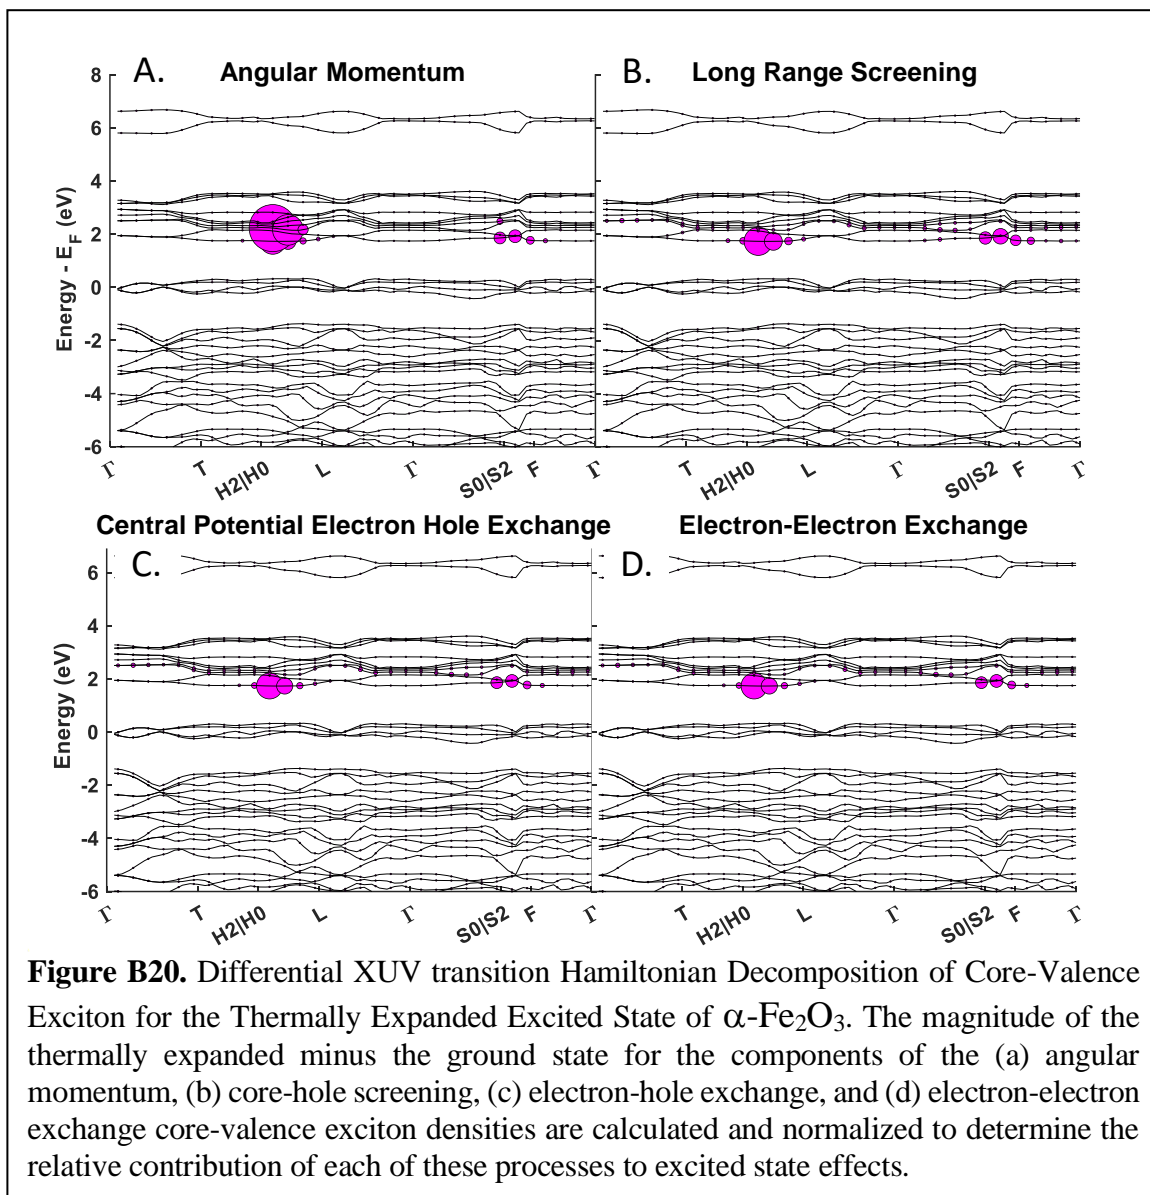 A. Angular Momentum
B. Long Range Screening
8
6
4
2
0
-2
-4
-6
Energy - E_F (eV)
Γ T H2|H0 L Γ S0|S2 F Γ
T H2|H0 L Γ S0|S2 F Γ
Central Potential Electron Hole Exchange
Electron-Electron Exchange
C.
D.
6
4
2
0
-2
-4
-6
Energy (eV)
Γ T H2|H0 L Γ S0|S2 F Γ
T H2|H0 L Γ S0|S2 F Γ
Figure B20. Differential XUV transition Hamiltonian Decomposition of Core-Valence
Exciton for the Thermally Expanded Excited State of α-Fe₂O₃. The magnitude of the
thermally expanded minus the ground state for the components of the (a) angular
momentum, (b) core-hole screening, (c) electron-hole exchange, and (d) electron-electron
exchange core-valence exciton densities are calculated and normalized to determine the
relative contribution of each of these processes to excited state effects.